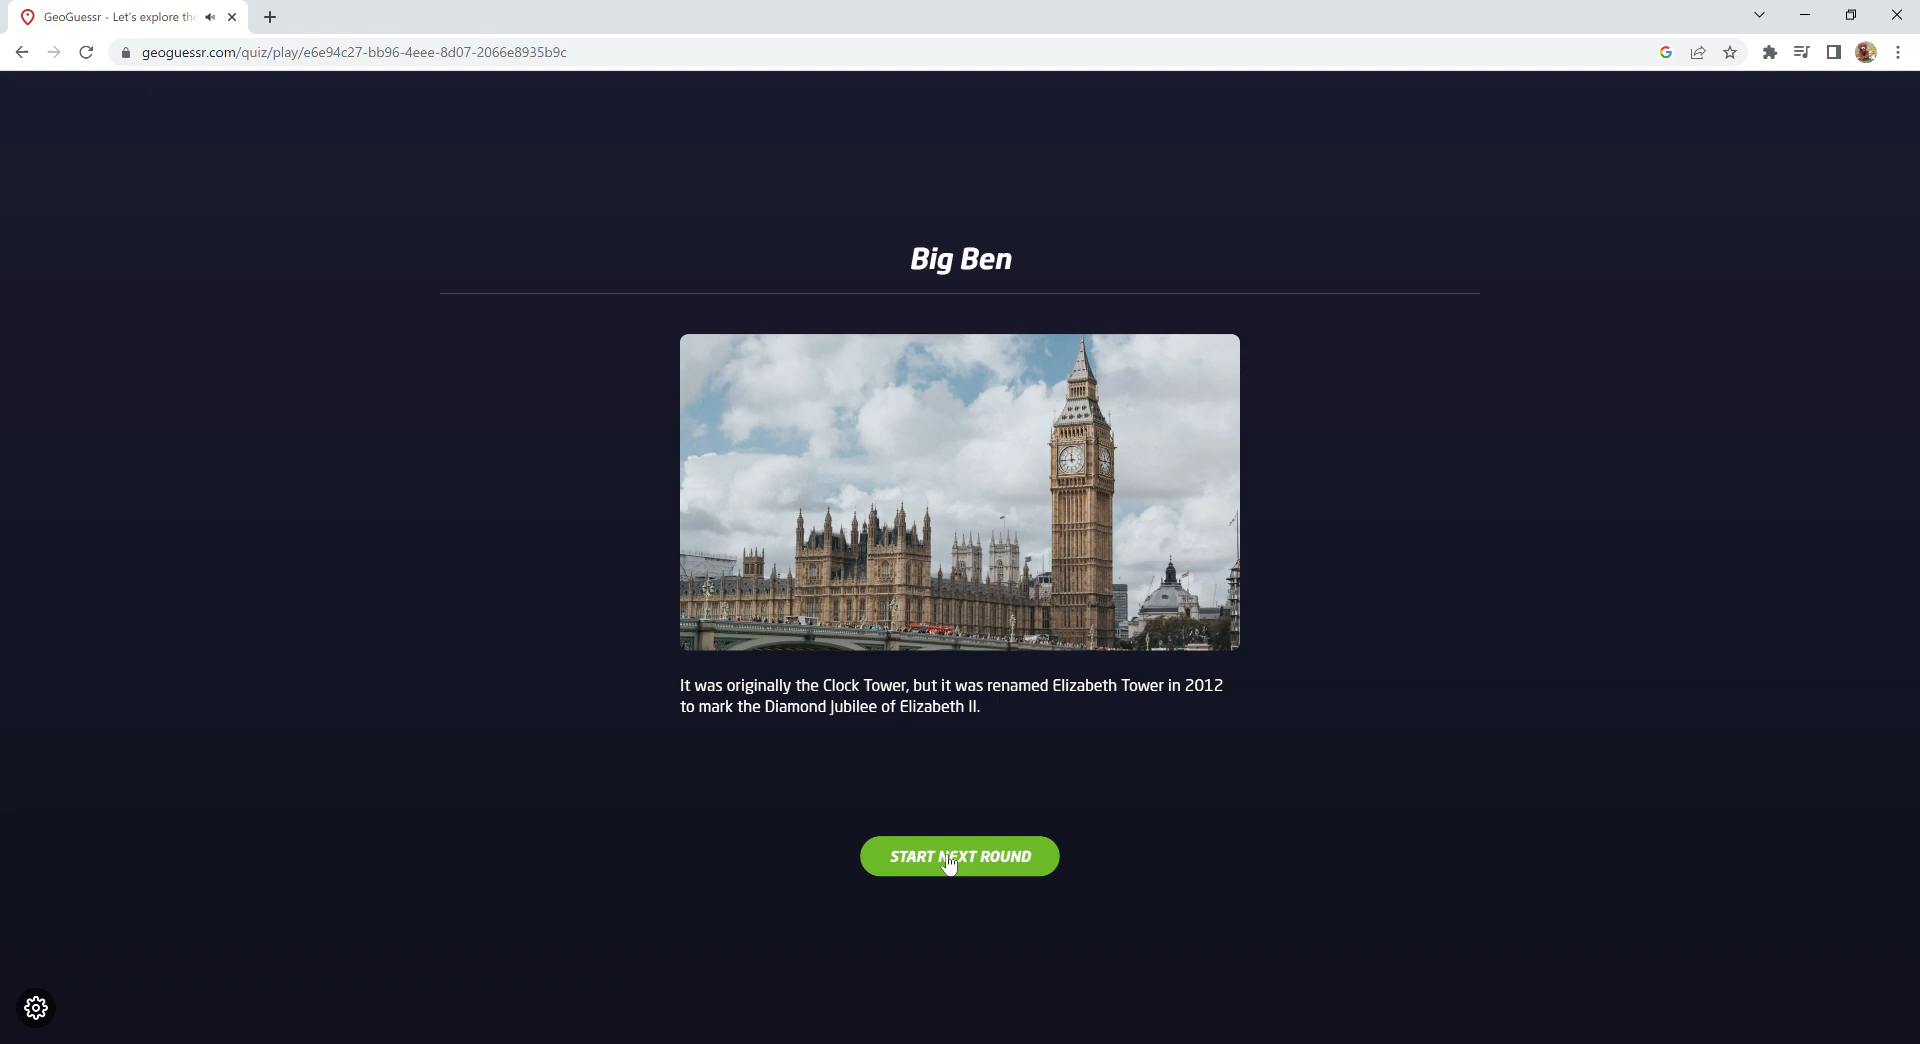 GeoGuessr - Let's explore th
geoguessr.com/quiz/play/e6e94c27-bb96-4eee-8d07-2066e8935b9c
Big Ben
It was originally the Clock Tower, but it was renamed Elizabeth Tower in 2012
to mark the Diamond Jubilee of Elizabeth II.
START NEXT ROUND